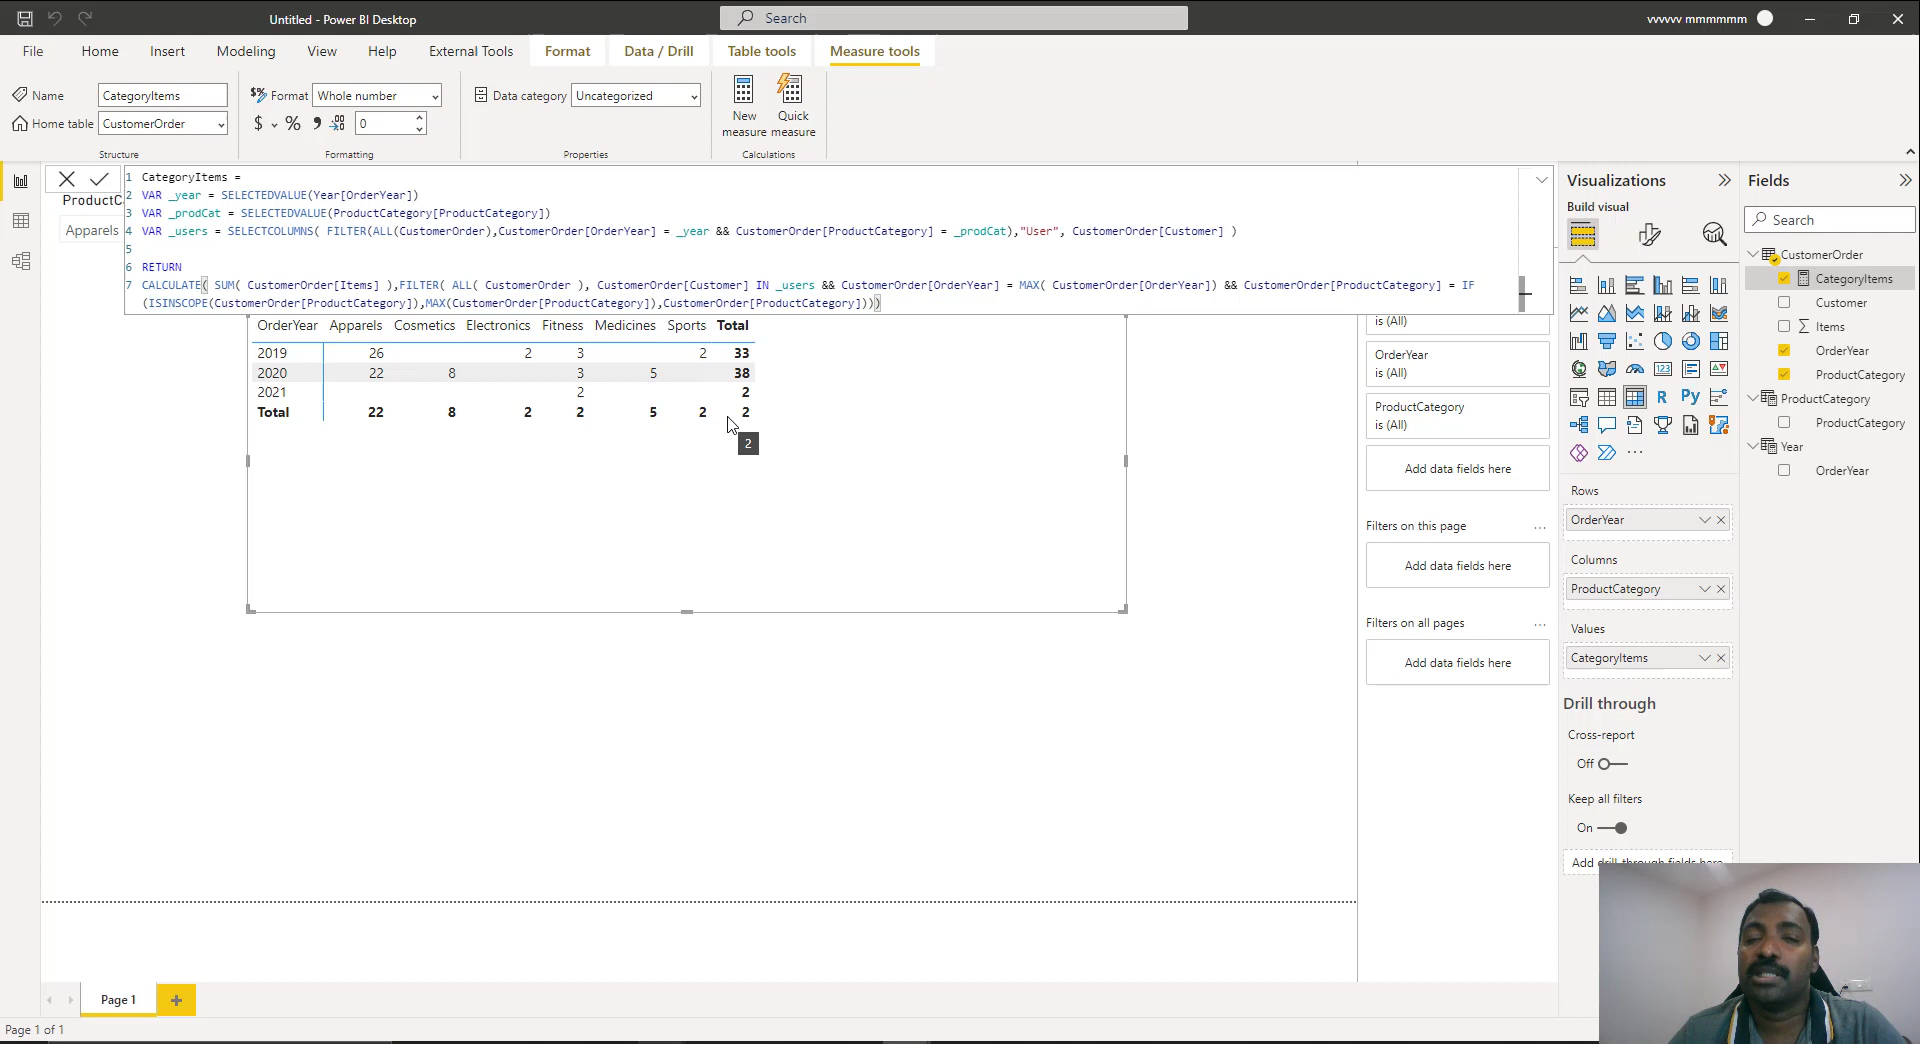 Untitled - Power BI Desktop
Search
vvvvv mmmmmm
File Home Insert Modeling View Help External Tools Format Data / Drill Table tools Measure tools
Name CategoryItems
Home table CustomerOrder
Structure
Format Whole number
$ % 0
Formatting
Data category Uncategorized
Properties
New measure
Quick measure
Calculations
ProductC
Apparels
1 CategoryItems =
2 VAR _year = SELECTEDVALUE(Year[OrderYear])
3 VAR _prodCat = SELECTEDVALUE(ProductCategory[ProductCategory])
4 VAR _users = SELECTCOLUMNS( FILTER(ALL(CustomerOrder),CustomerOrder[OrderYear] = _year && CustomerOrder[ProductCategory] = _prodCat),"User", CustomerOrder[Customer] )
5
6 RETURN
7 CALCULATE( SUM( CustomerOrder[Items] ),FILTER( ALL( CustomerOrder ), CustomerOrder[Customer] IN _users && CustomerOrder[OrderYear] = MAX( CustomerOrder[OrderYear]) && CustomerOrder[ProductCategory] = IF
(ISINSCOPE(CustomerOrder[ProductCategory]),MAX(CustomerOrder[ProductCategory]),CustomerOrder[ProductCategory])))
OrderYear Apparels Cosmetics Electronics Fitness Medicines Sports Total
2019 26 2 3 2 33
2020 22 8 3 5 38
2021 2 2
Total 22 8 2 2 5 2 2
2
is (All)
OrderYear
is (All)
ProductCategory
is (All)
Add data fields here
Filters on this page ...
Add data fields here
Filters on all pages ...
Add data fields here
Visualizations
Build visual
123
R Py
...
Rows
OrderYear
Columns
ProductCategory
Values
CategoryItems
Drill through
Cross-report
Off
Keep all filters
On
Add drill-through fields here
Fields
Search
CustomerOrder
CategoryItems
Customer
Items
OrderYear
ProductCategory
ProductCategory
ProductCategory
Year
OrderYear
Page 1
Page 1 of 1